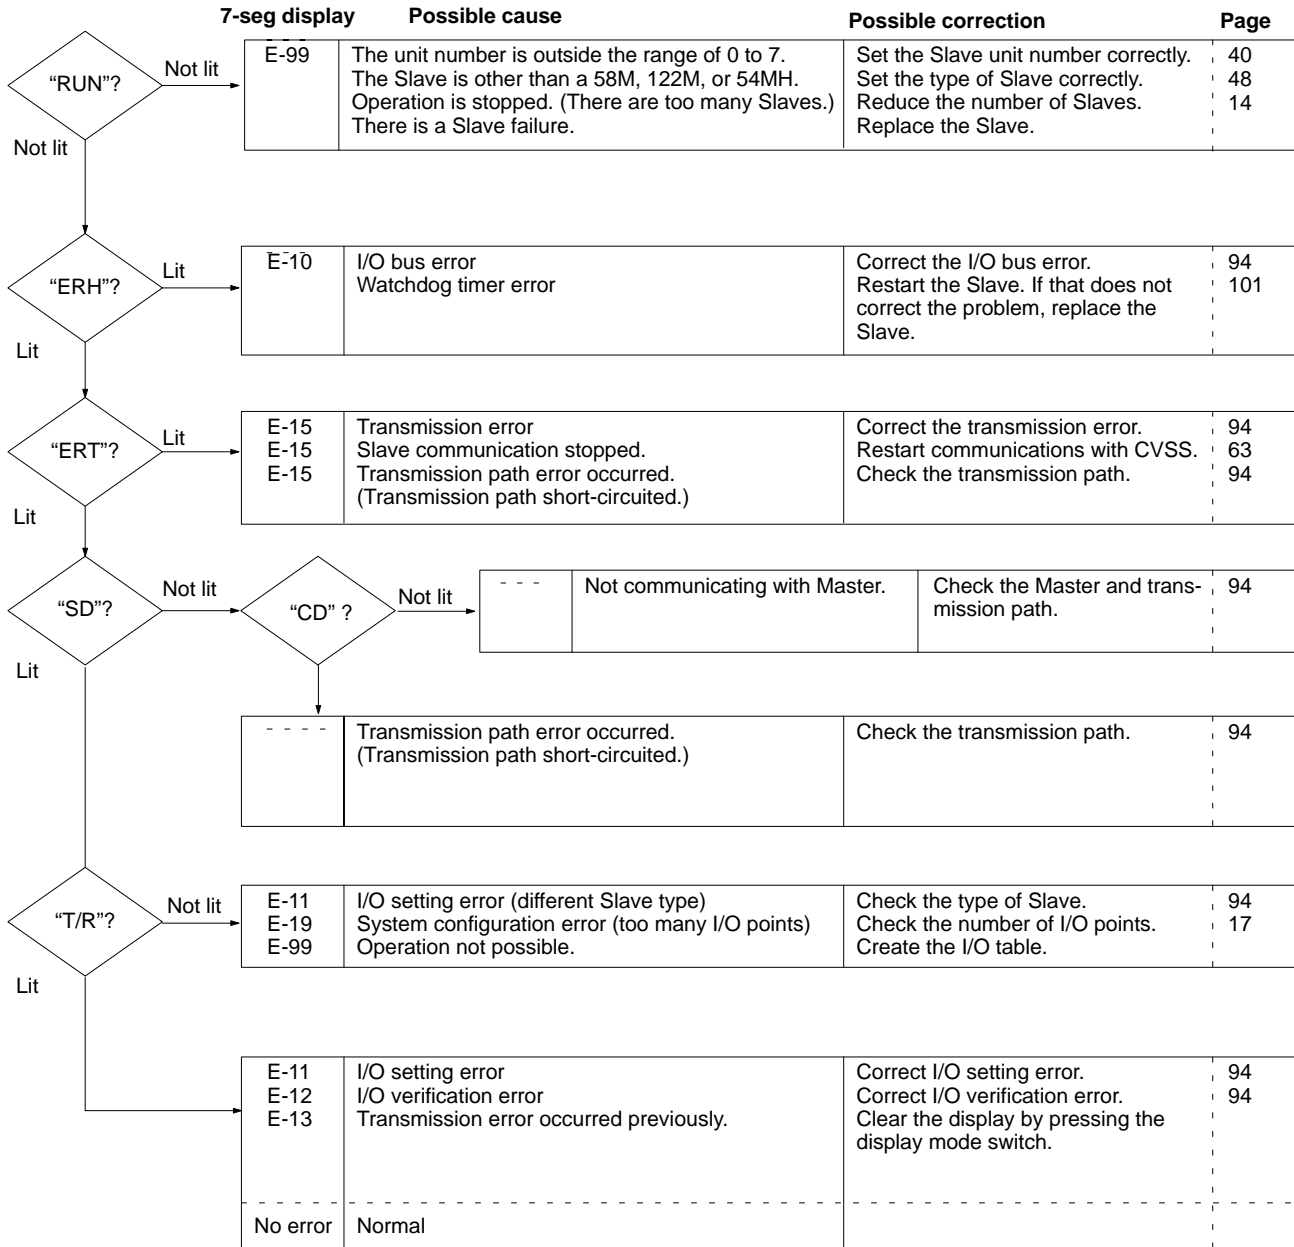 7-seg display Possible cause Possible correction Page
- - -
"RUN"?
Not lit
Not lit
E-99 The unit number is outside the range of 0 to 7. Set the Slave unit number correctly. 40
The Slave is other than a 58M, 122M, or 54MH. Set the type of Slave correctly. 48
Operation is stopped. (There are too many Slaves.) Reduce the number of Slaves. 14
There is a Slave failure. Replace the Slave.
"ERH"?
Lit
Lit
- - -
E-10 I/O bus error Correct the I/O bus error. 94
Watchdog timer error Restart the Slave. If that does not 101
correct the problem, replace the
Slave.
"ERT"?
Lit
Lit
E-15 Transmission error Correct the transmission error. 94
E-15 Slave communication stopped. Restart communications with CVSS. 63
E-15 Transmission path error occurred. Check the transmission path. 94
(Transmission path short-circuited.)
"SD"?
Not lit
Lit
"CD" ?
Not lit
- - - Not communicating with Master. Check the Master and trans- 94
mission path.
- - - - Transmission path error occurred. Check the transmission path. 94
(Transmission path short-circuited.)
"T/R"?
Not lit
Lit
E-11 I/O setting error (different Slave type) Check the type of Slave. 94
E-19 System configuration error (too many I/O points) Check the number of I/O points. 17
E-99 Operation not possible. Create the I/O table.
E-11 I/O setting error Correct I/O setting error. 94
E-12 I/O verification error Correct I/O verification error. 94
E-13 Transmission error occurred previously. Clear the display by pressing the
display mode switch.
No error Normal